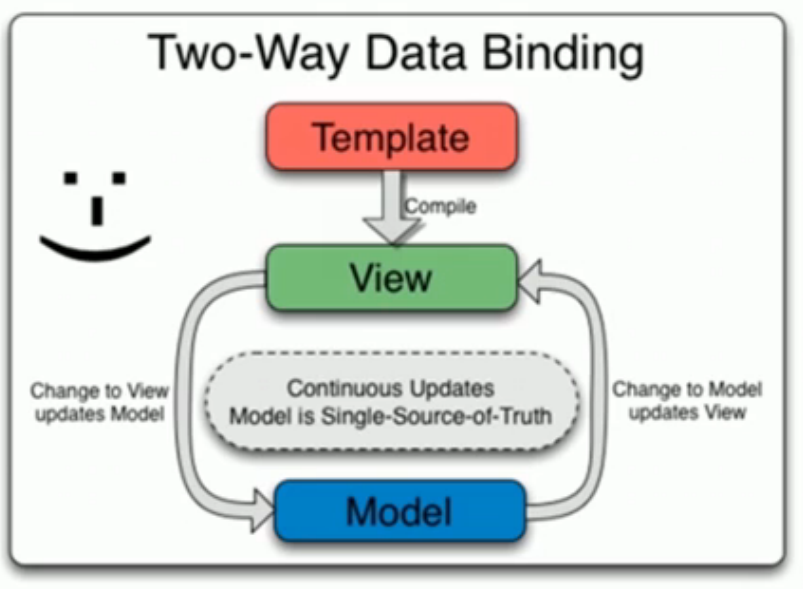 Two-Way Data Binding
Template
Compile
View
Change to View
updates Model
Continuous Updates
Model is Single-Source-of-Truth
Change to Model
updates View
Model